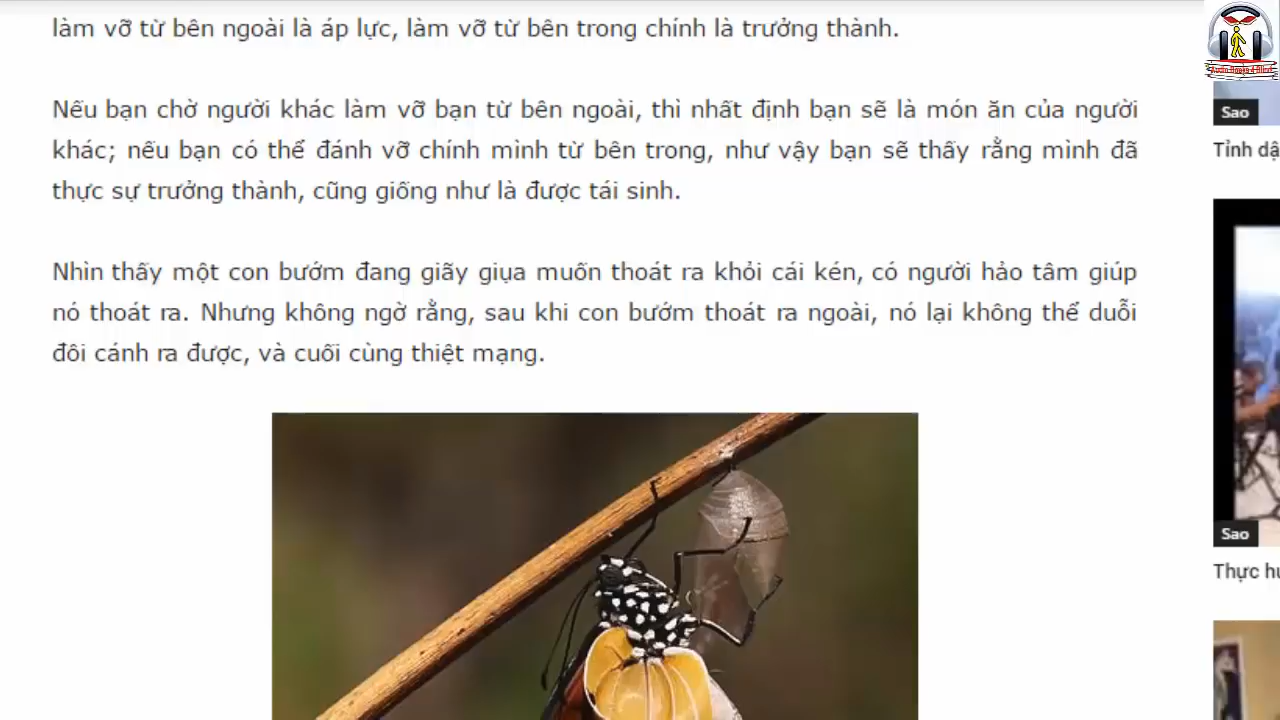 làm vỡ từ bên ngoài là áp lực, làm vỡ từ bên trong chính là trưởng thành.
Nếu bạn chờ người khác làm vỡ bạn từ bên ngoài, thì nhất định bạn sẽ là món ăn của người
khác; nếu bạn có thể đánh vỡ chính mình từ bên trong, như vậy bạn sẽ thấy rằng mình đã
thực sự trưởng thành, cũng giống như là được tái sinh.
Nhìn thấy một con bướm đang giãy giụa muốn thoát ra khỏi cái kén, có người hảo tâm giúp
nó thoát ra. Nhưng không ngờ rằng, sau khi con bướm thoát ra ngoài, nó lại không thể duỗi
đôi cánh ra được, và cuối cùng thiệt mạng.
Sao
Tỉnh dậ
Sao
Thực hư